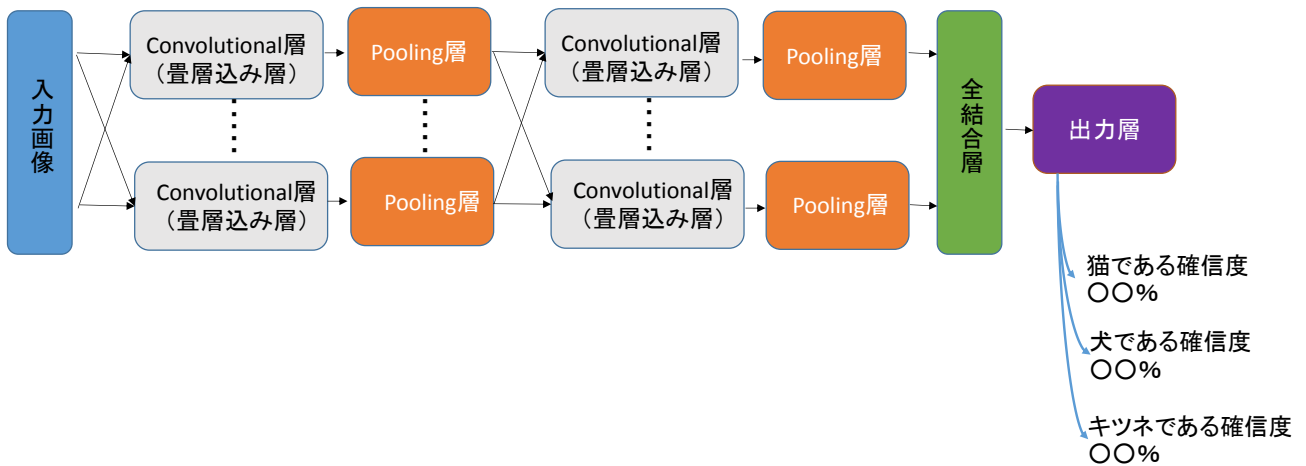 入力画像
Convolutional層
（畳層込み層）
Pooling層
Convolutional層
（畳層込み層）
Pooling層
Convolutional層
（畳層込み層）
Pooling層
Convolutional層
（畳層込み層）
Pooling層
全結合層
出力層
猫である確信度
〇〇%
犬である確信度
〇〇%
キツネである確信度
〇〇%